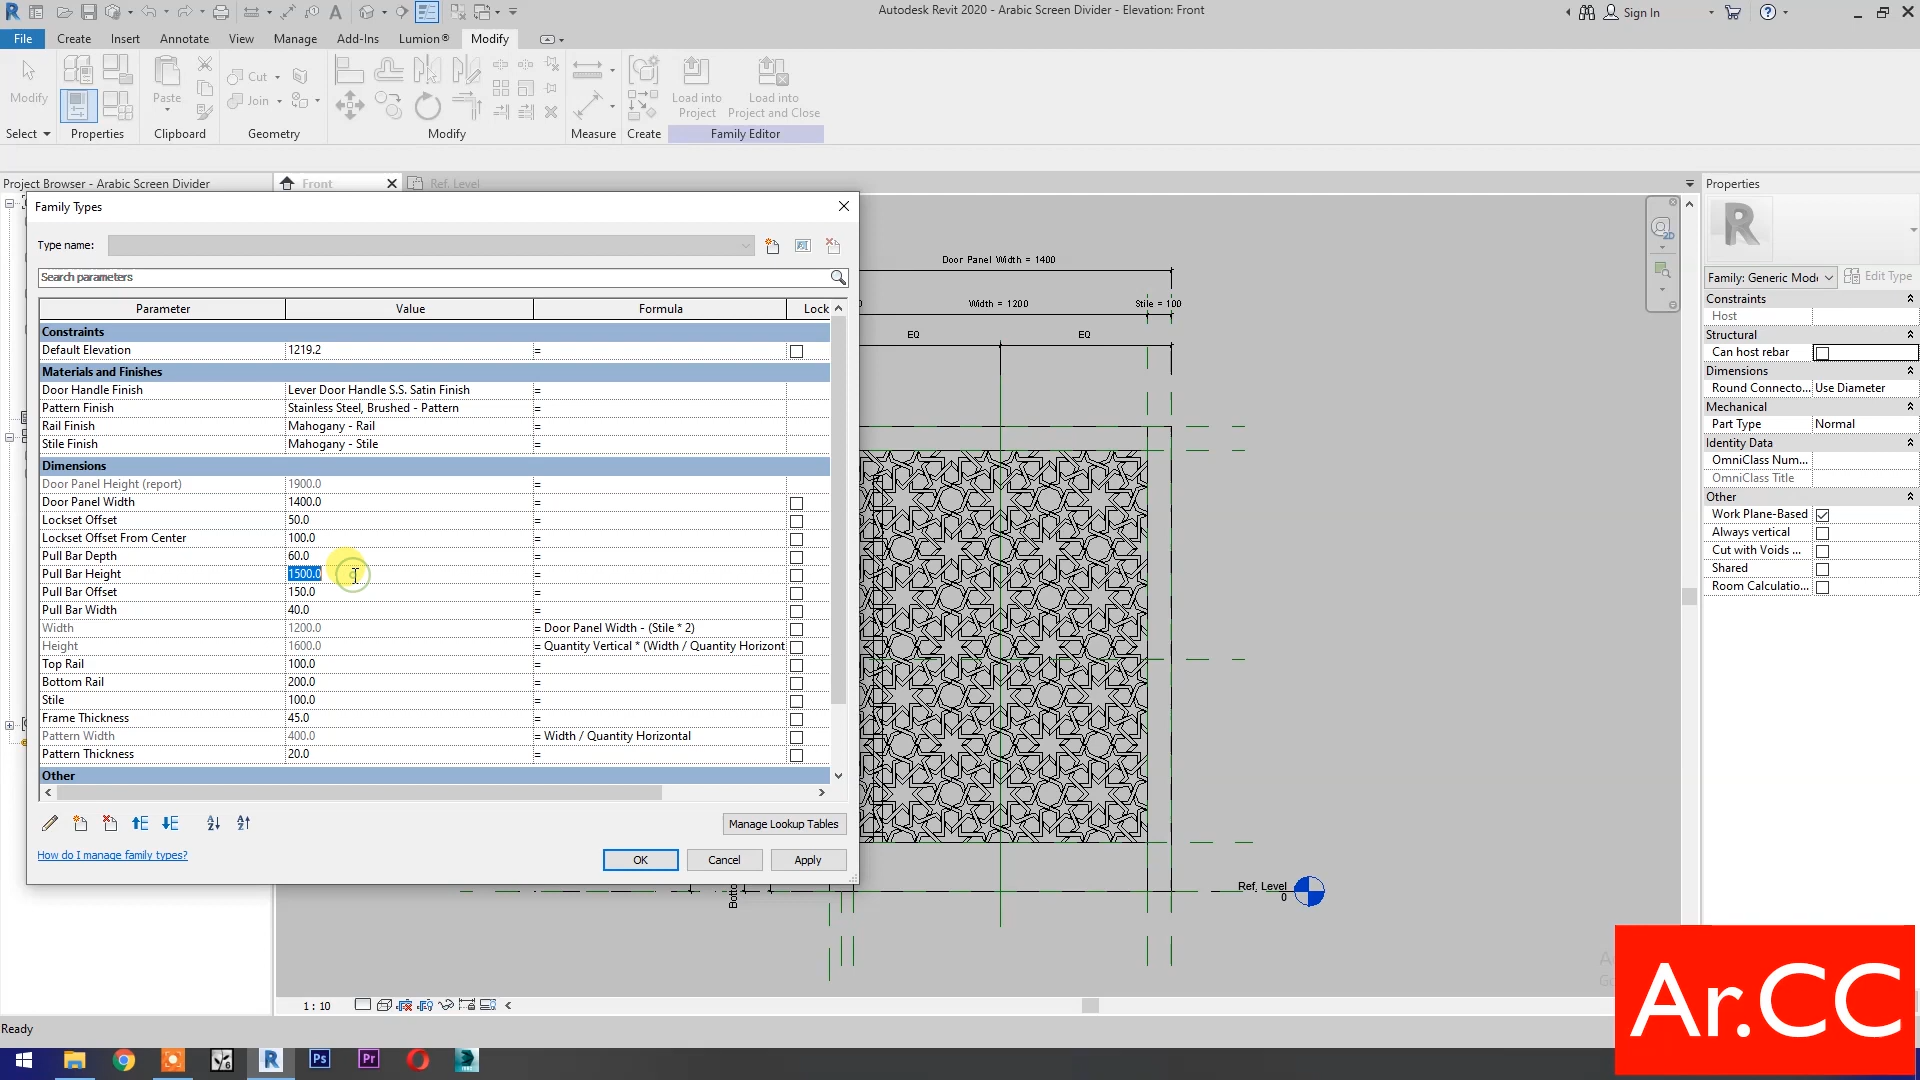 Autodesk Revit 2020 - Arabic Screen Divider - Elevation: Front
Sign In
File
Create
Insert
Annotate
View
Manage
Add-Ins
Lumion®
Modify
Modify
Paste
Cut
Join
Load into
Project
Load into
Project and Close
Select
Properties
Clipboard
Geometry
Modify
Measure
Create
Family Editor
Project Browser - Arabic Screen Divider
Front
Ref. Level
Properties
Family Types
Type name:
Search parameters
Parameter Value Formula Lock
Constraints
Default Elevation 1219.2 =
Materials and Finishes
Door Handle Finish Lever Door Handle S.S. Satin Finish =
Pattern Finish Stainless Steel, Brushed - Pattern =
Rail Finish Mahogany - Rail =
Stile Finish Mahogany - Stile =
Dimensions
Door Panel Height (report) 1900.0 =
Door Panel Width 1400.0 =
Lockset Offset 50.0 =
Lockset Offset From Center 100.0 =
Pull Bar Depth 60.0 =
Pull Bar Height 1500.0 =
Pull Bar Offset 150.0 =
Pull Bar Width 40.0 =
Width 1200.0 = Door Panel Width - (Stile * 2)
Height 1600.0 = Quantity Vertical * (Width / Quantity Horizont
Top Rail 100.0 =
Bottom Rail 200.0 =
Stile 100.0 =
Frame Thickness 45.0 =
Pattern Width 400.0 = Width / Quantity Horizontal
Pattern Thickness 20.0 =
Other
Manage Lookup Tables
How do I manage family types?
OK
Cancel
Apply
Door Panel Width = 1400
Width = 1200
Stile = 100
EQ
EQ
Ref. Level
0
Family: Generic Mode
Edit Type
Constraints
Host
Structural
Can host rebar
Dimensions
Round Connecto... Use Diameter
Mechanical
Part Type Normal
Identity Data
OmniClass Num...
OmniClass Title
Other
Work Plane-Based
Always vertical
Cut with Voids ...
Shared
Room Calculatio...
1 : 10
Ready
Ar.CC